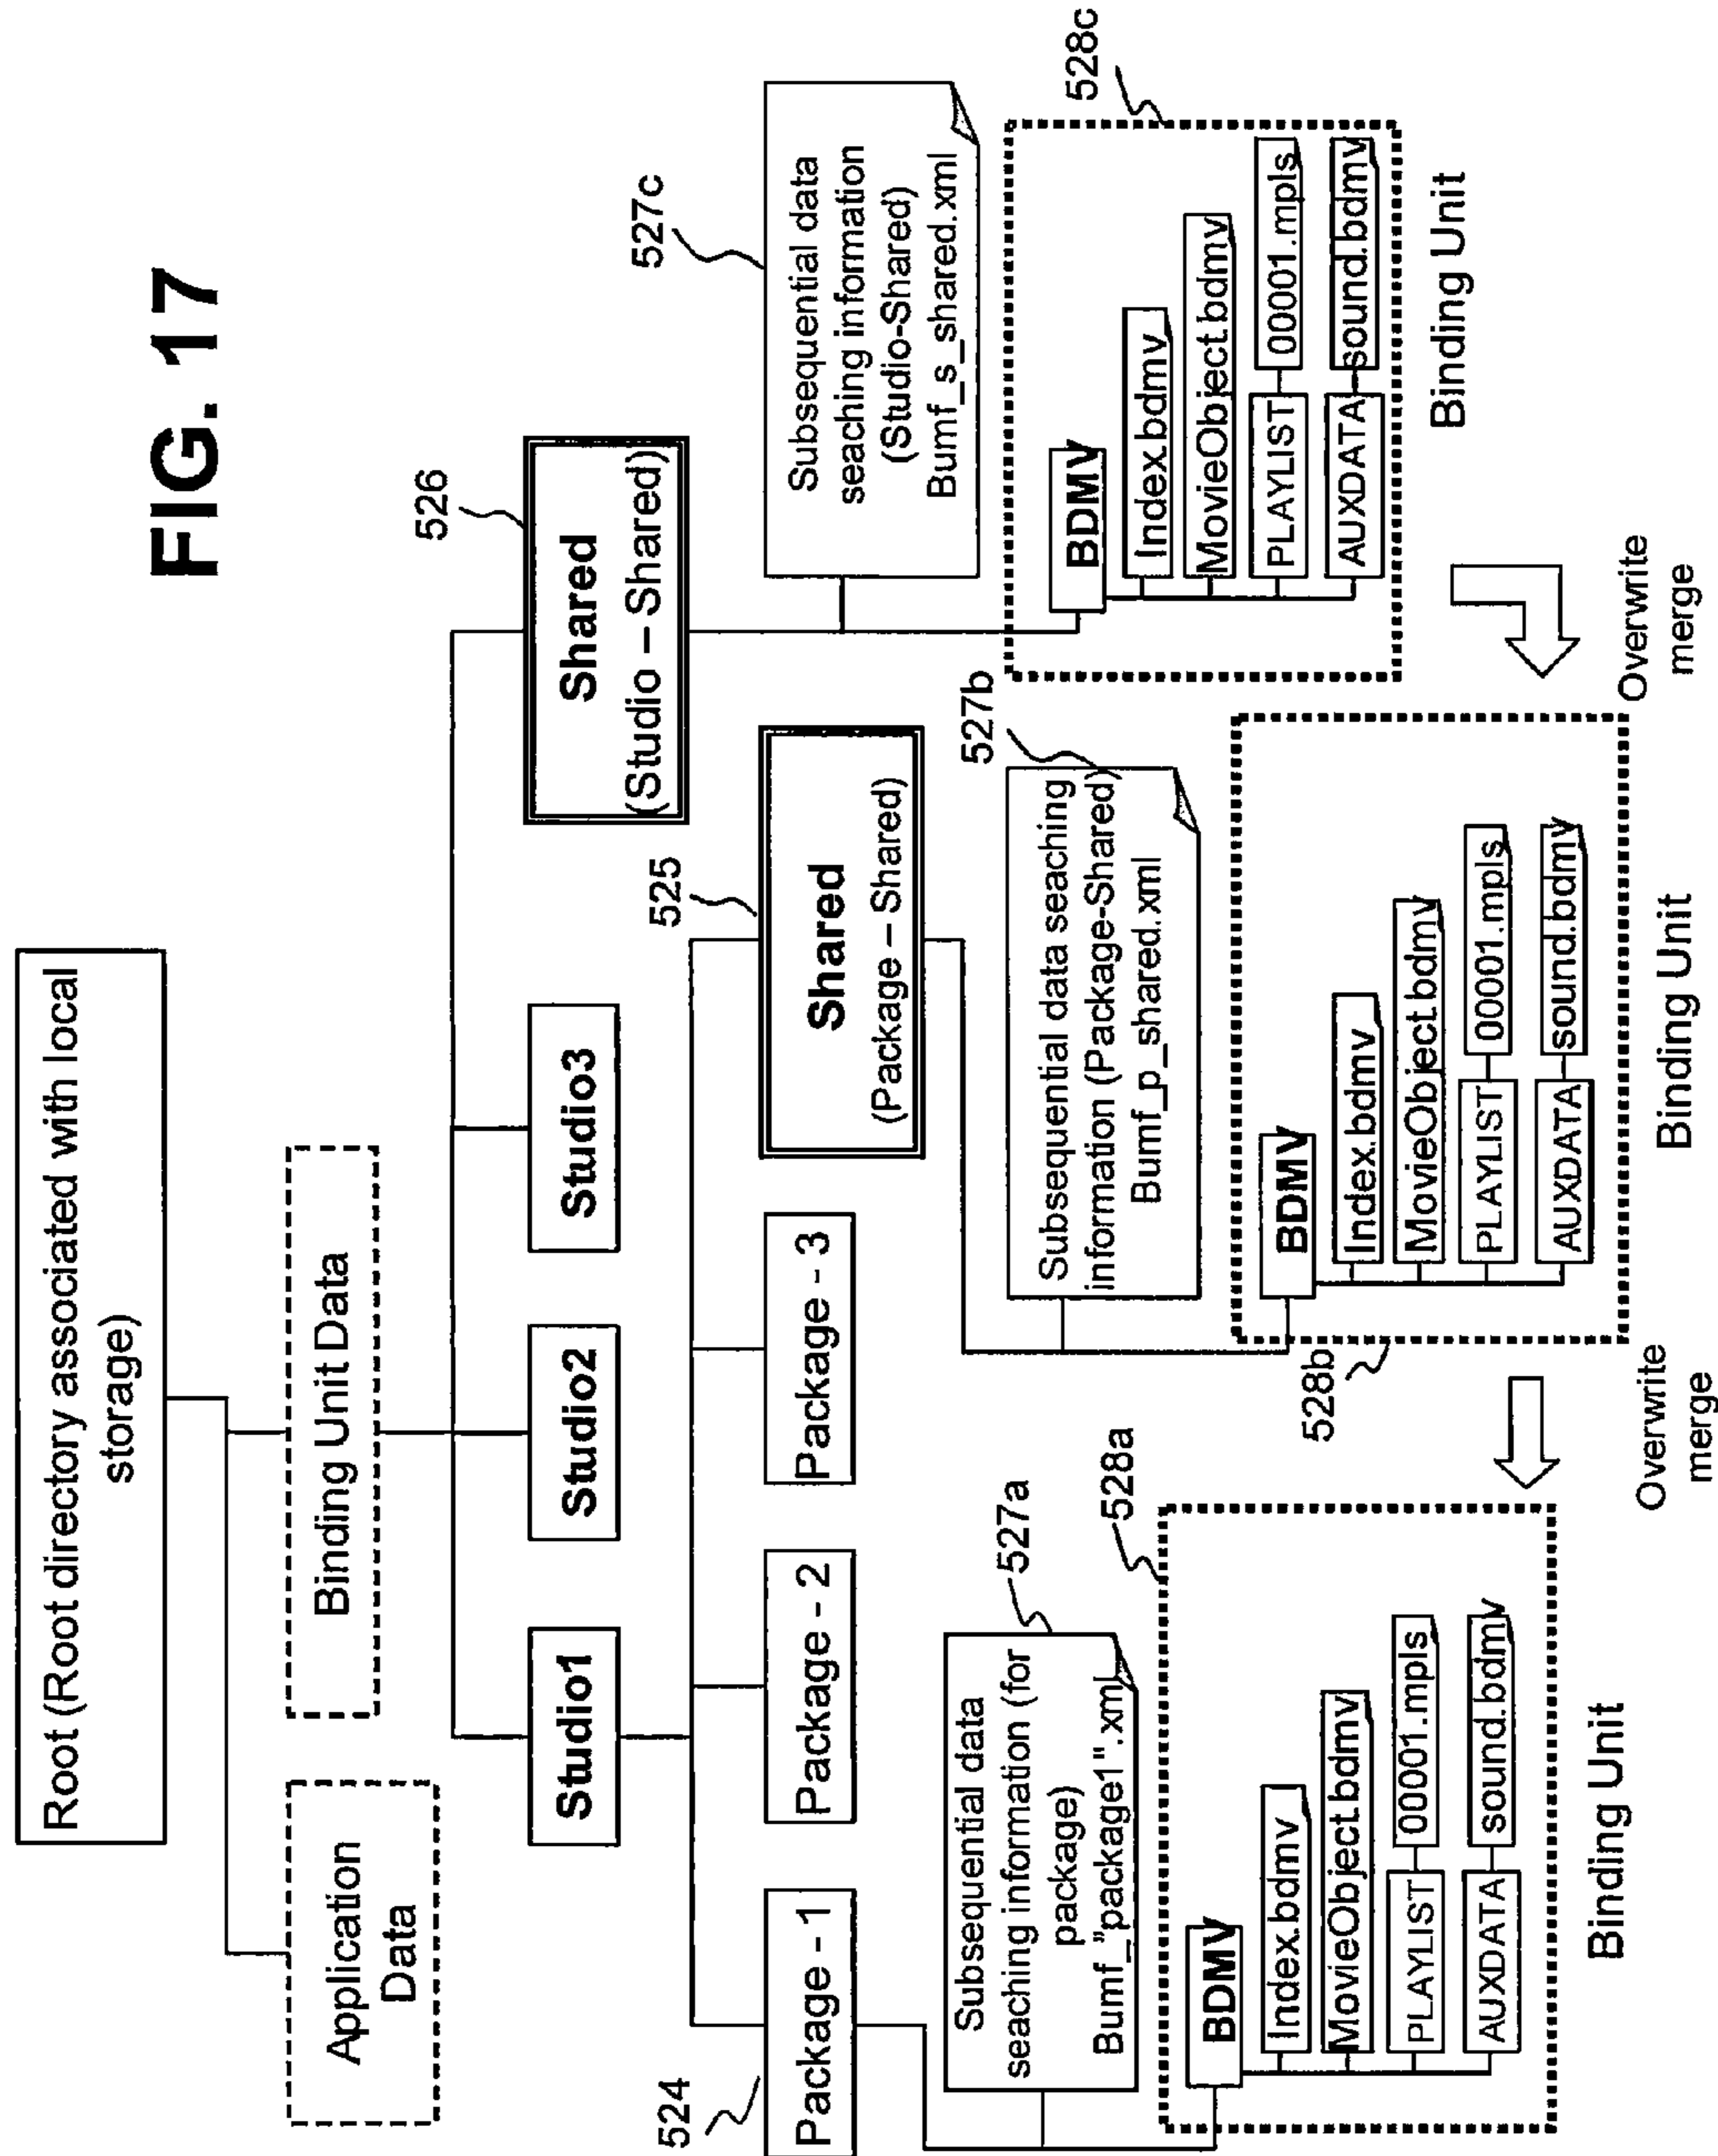 FIG. 17
Root (Root directory associated with local
storage)
Application
Data
Binding Unit Data
Studio1
Studio2
Studio3
526
Shared
(Studio – Shared)
524
Package - 1
Package - 2
Package - 3
525
Shared
(Package – Shared)
527c
Subsequential data
seaching information
(Studio-Shared)
Bumf_s_shared.xml
527a
Subsequential data
seaching information (for
package)
Bumf_"package1".xml
527b
Subsequential data seaching
information (Package-Shared)
Bumf_p_shared.xml
528c
BDMV
Index.bdmv
MovieObject.bdmv
PLAYLIST
00001.mpls
AUXDATA
sound.bdmv
Binding Unit
528a
BDMV
Index.bdmv
MovieObject.bdmv
PLAYLIST
00001.mpls
AUXDATA
sound.bdmv
Binding Unit
Overwrite
merge
528b
BDMV
Index.bdmv
MovieObject.bdmv
PLAYLIST
00001.mpls
AUXDATA
sound.bdmv
Binding Unit
Overwrite
merge